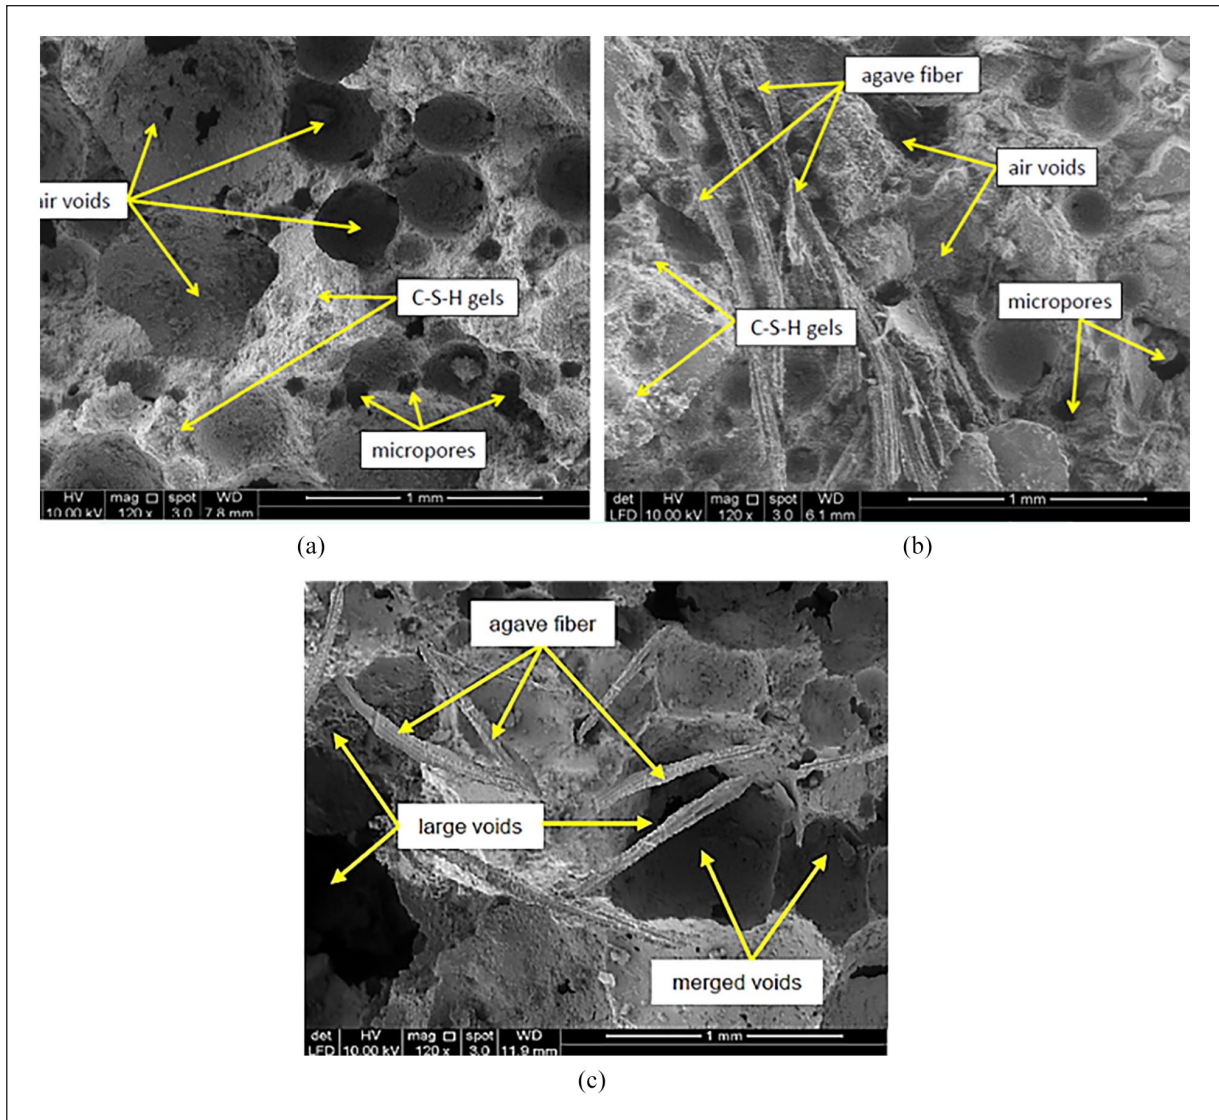 air voids
C-S-H gels
micropores
HV mag □ spot WD
10.00 kV 120 x 3.0 7.8 mm 1 mm
(a)
agave fiber
air voids
micropores
C-S-H gels
det HV mag □ spot WD
LFD 10.00 kV 120 x 3.0 6.1 mm 1 mm
(b)
agave fiber
large voids
merged voids
det HV mag □ spot WD
LFD 10.00 kV 120 x 3.0 11.9 mm 1 mm
(c)